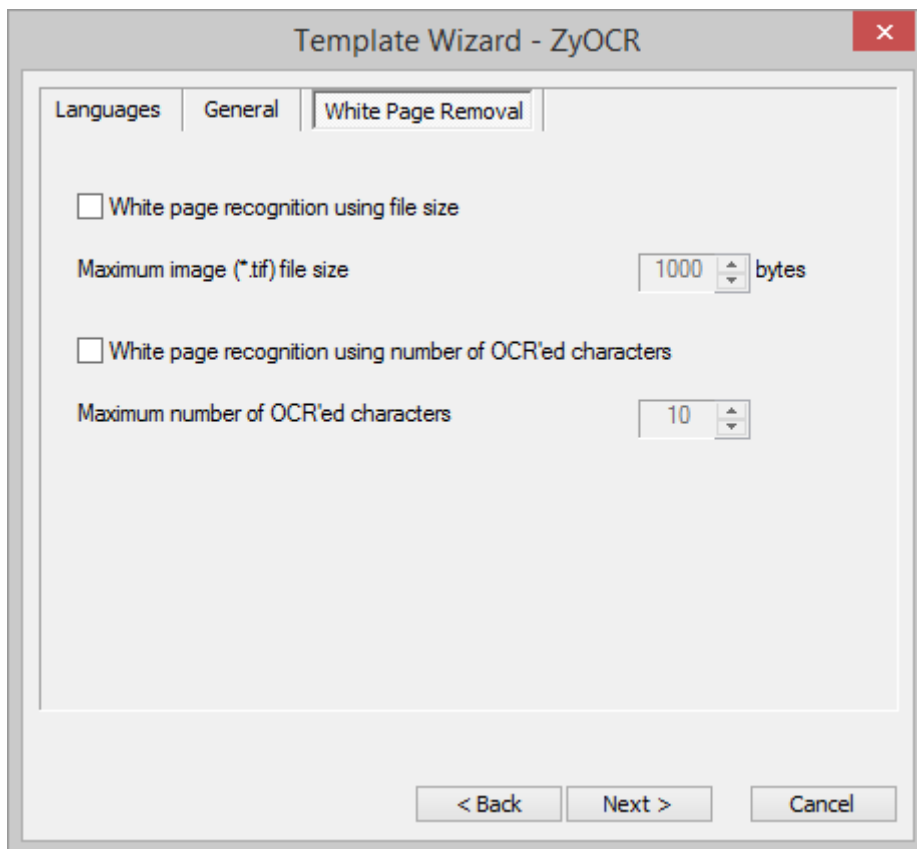 Template Wizard - ZyOCR
Languages General White Page Removal
White page recognition using file size
Maximum image (*.tif) file size 1000 bytes
White page recognition using number of OCR'ed characters
Maximum number of OCR'ed characters 10
< Back Next > Cancel